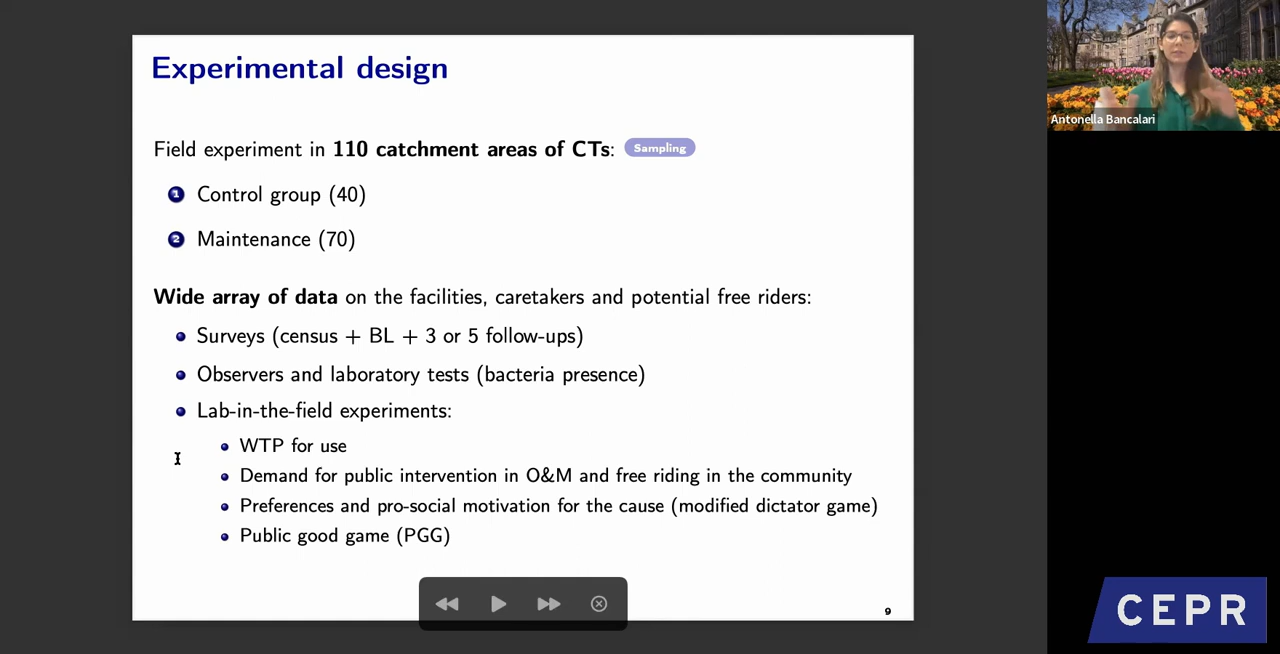 Experimental design
Field experiment in 110 catchment areas of CTs: Sampling
1 Control group (40)
2 Maintenance (70)
Wide array of data on the facilities, caretakers and potential free riders:
Surveys (census + BL + 3 or 5 follow-ups)
Observers and laboratory tests (bacteria presence)
Lab-in-the-field experiments:
WTP for use
Demand for public intervention in O&M and free riding in the community
Preferences and pro-social motivation for the cause (modified dictator game)
Public good game (PGG)
9
Antonella Bancalari
CEPR